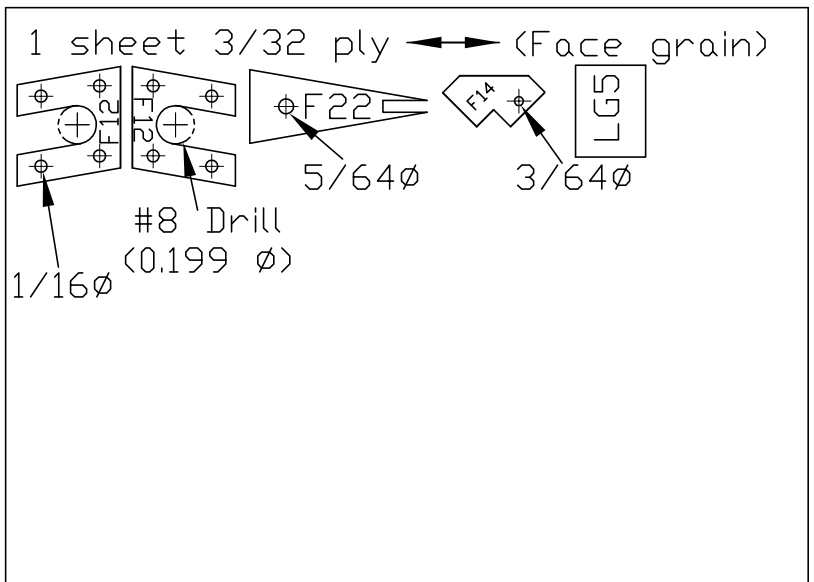 1 sheet 3/32 ply (Face grain)
F12
F12
F22
F14
LG5
5/64ø
3/64ø
#8 Drill
(0.199 ø)
1/16ø